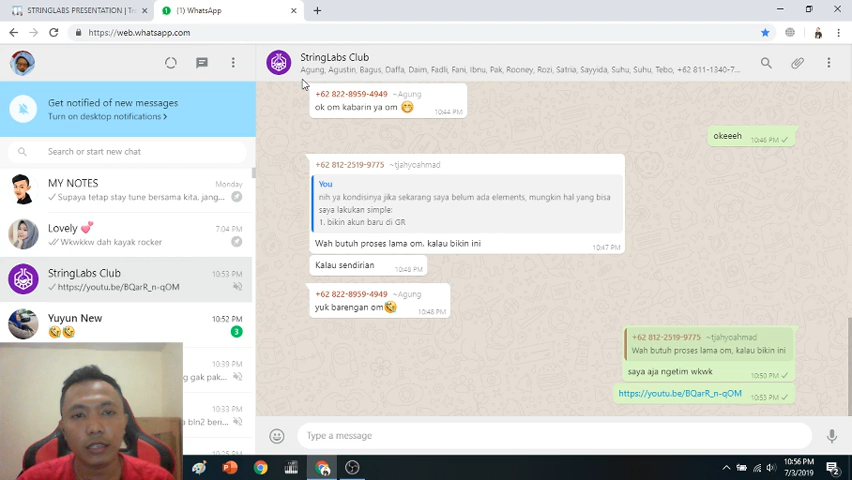 STRINGLABS PRESENTATION | Tr
(1) WhatsApp
https://web.whatsapp.com
StringLabs Club
Agung, Agustin, Bagus, Daffa, Daim, Fadli, Fani, Ibnu, Pak, Rooney, Rozi, Satria, Sayyida, Suhu, Suhu, Tebo, +62 811-1340-7...
Get notified of new messages
Turn on desktop notifications >
Search or start new chat
MY NOTES
Monday
Supaya tetap stay tune bersama kita, jang...
Lovely 💕
7:04 PM
Wkwkkw dah kayak rocker
StringLabs Club
10:53 PM
https://youtu.be/BQarR_n-qOM
Yuyun New
10:52 PM
🤣🤣
3
10:39 PM
g gak pak...
10:33 PM
a bln2 beri...
+62 822-8959-4949 ~Agung
ok om kabarin ya om 😁
10:44 PM
okeeeh
10:46 PM
+62 812-2519-9775 ~tjahyoahmad
You
nih ya kondisinya jika sekarang saya belum ada elements, mungkin hal yang bisa
saya lakukan simple:
1. bikin akun baru di GR
Wah butuh proses lama om. kalau bikin ini
10:47 PM
Kalau sendirian
10:48 PM
+62 822-8959-4949 ~Agung
yuk barengan om🤣
10:48 PM
+62 812-2519-9775 ~tjahyoahmad
Wah butuh proses lama om, kalau bikin ini
saya aja ngetim wkwk
10:53 PM
https://youtu.be/BQarR_n-qOM
10:53 PM
Type a message
10:56 PM
7/3/2019
2